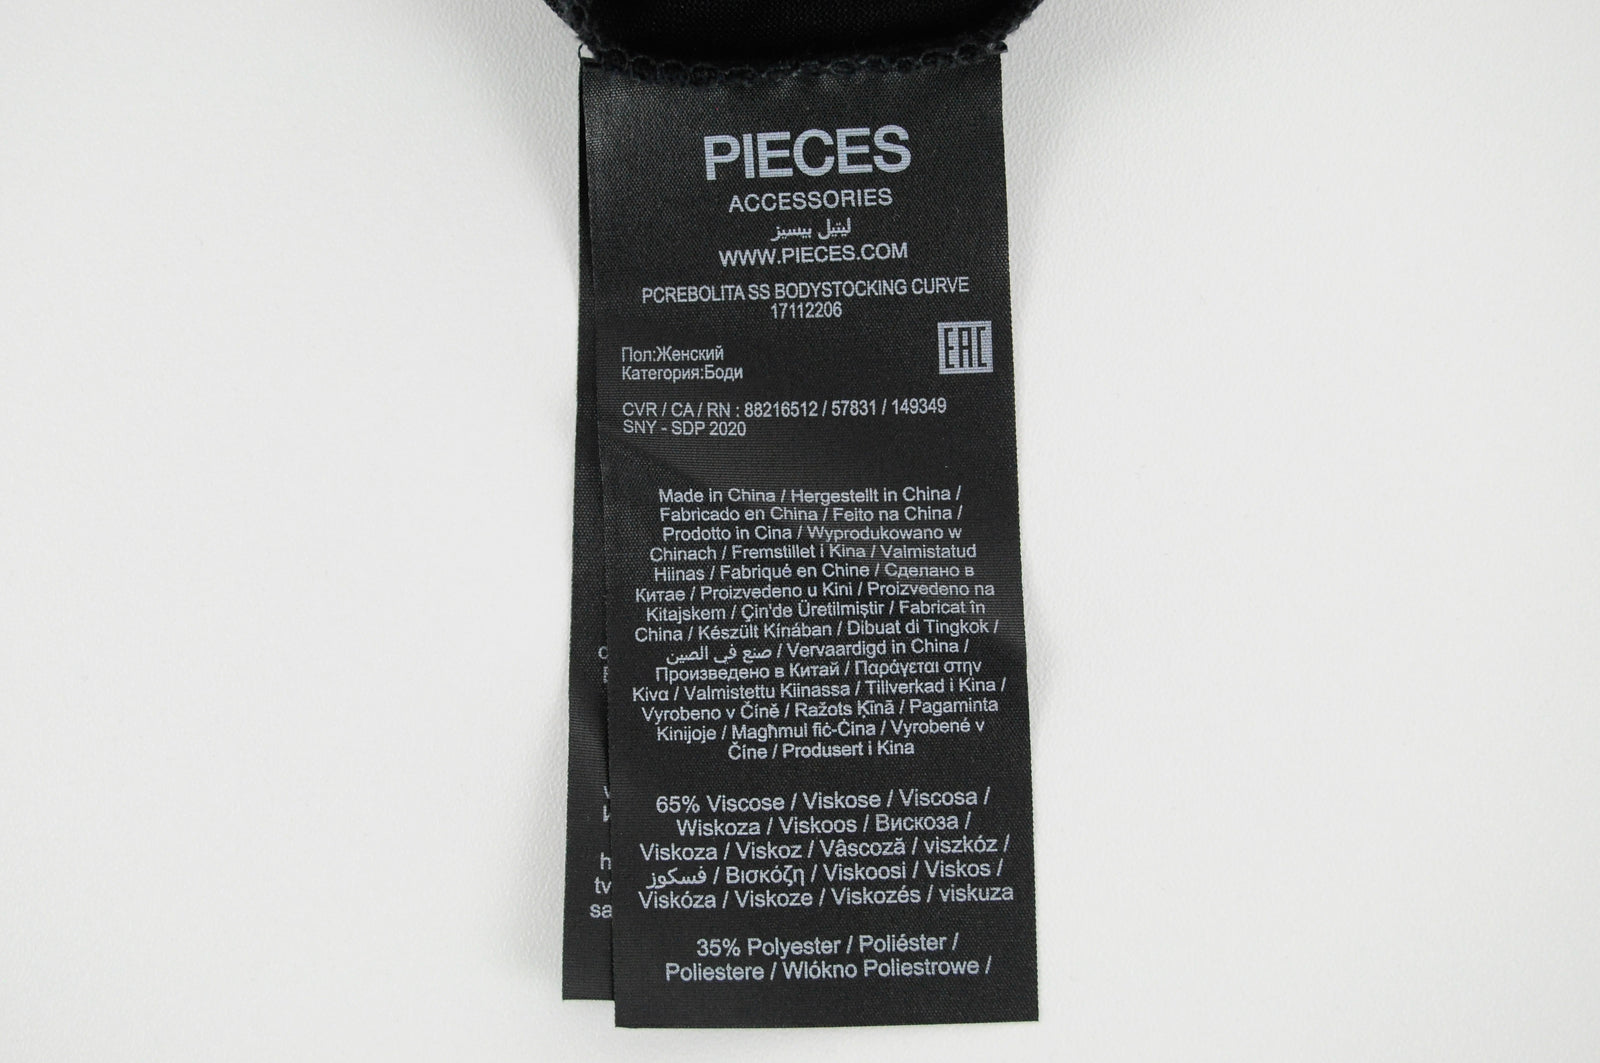 PIECES
ACCESSORIES
ليتيل بيسيز
WWW.PIECES.COM
PCREBOLITA SS BODYSTOCKING CURVE
17112206
EAC
Пол:Женский
Категория:Боди
CVR / CA / RN : 88216512 / 57831 / 149349
SNY - SDP 2020
Made in China / Hergestellt in China /
Fabricado en China / Feito na China /
Prodotto in Cina / Wyprodukowano w
Chinach / Fremstillet i Kina / Valmistatud
Hiinas / Fabriqué en Chine / Сделано в
Китае / Proizvedeno u Kini / Proizvedeno na
Kitajskem / Çin'de Üretilmiştir / Fabricat în
China / Készült Kínában / Dibuat di Tingkok /
صنع في الصين / Vervaardigd in China /
Произведено в Китай / Παράγεται στην
Κίνα / Valmistettu Kiinassa / Tillverkad i Kina /
Vyrobeno v Číně / Ražots Ķīnā / Pagaminta
Kinijoje / Magħmul fiċ-Ċina / Vyrobené v
Číne / Produsert i Kina
65% Viscose / Viskose / Viscosa /
Wiskoza / Viskoos / Вискоза /
Viskoza / Viskoz / Vâscoză / viszkóz /
فسكوز / Βισκόζη / Viskoosi / Viskos /
Viskóza / Viskoze / Viskozės / viskuza
35% Polyester / Poliéster /
Poliestere / Włókno Poliestrowe /
h
tv
sa